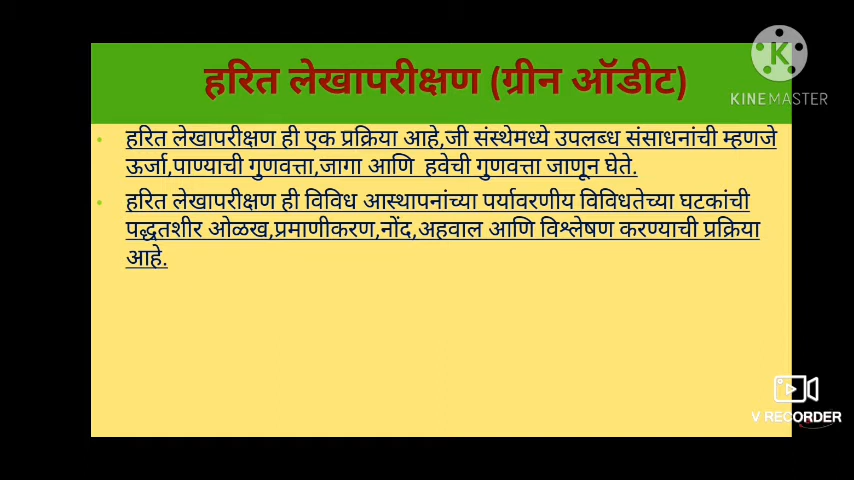 हरित लेखापरीक्षण (ग्रीन ऑडीट)
K
KINEMASTER
हरित लेखापरीक्षण ही एक प्रक्रिया आहे,जी संस्थेमध्ये उपलब्ध संसाधनांची म्हणजे
ऊर्जा,पाण्याची गुणवत्ता,जागा आणि हवेची गुणवत्ता जाणून घेते.
हरित लेखापरीक्षण ही विविध आस्थापनांच्या पर्यावरणीय विविधतेच्या घटकांची
पद्धतशीर ओळख,प्रमाणीकरण,नोंद,अहवाल आणि विश्लेषण करण्याची प्रक्रिया
आहे.
V RECORDER